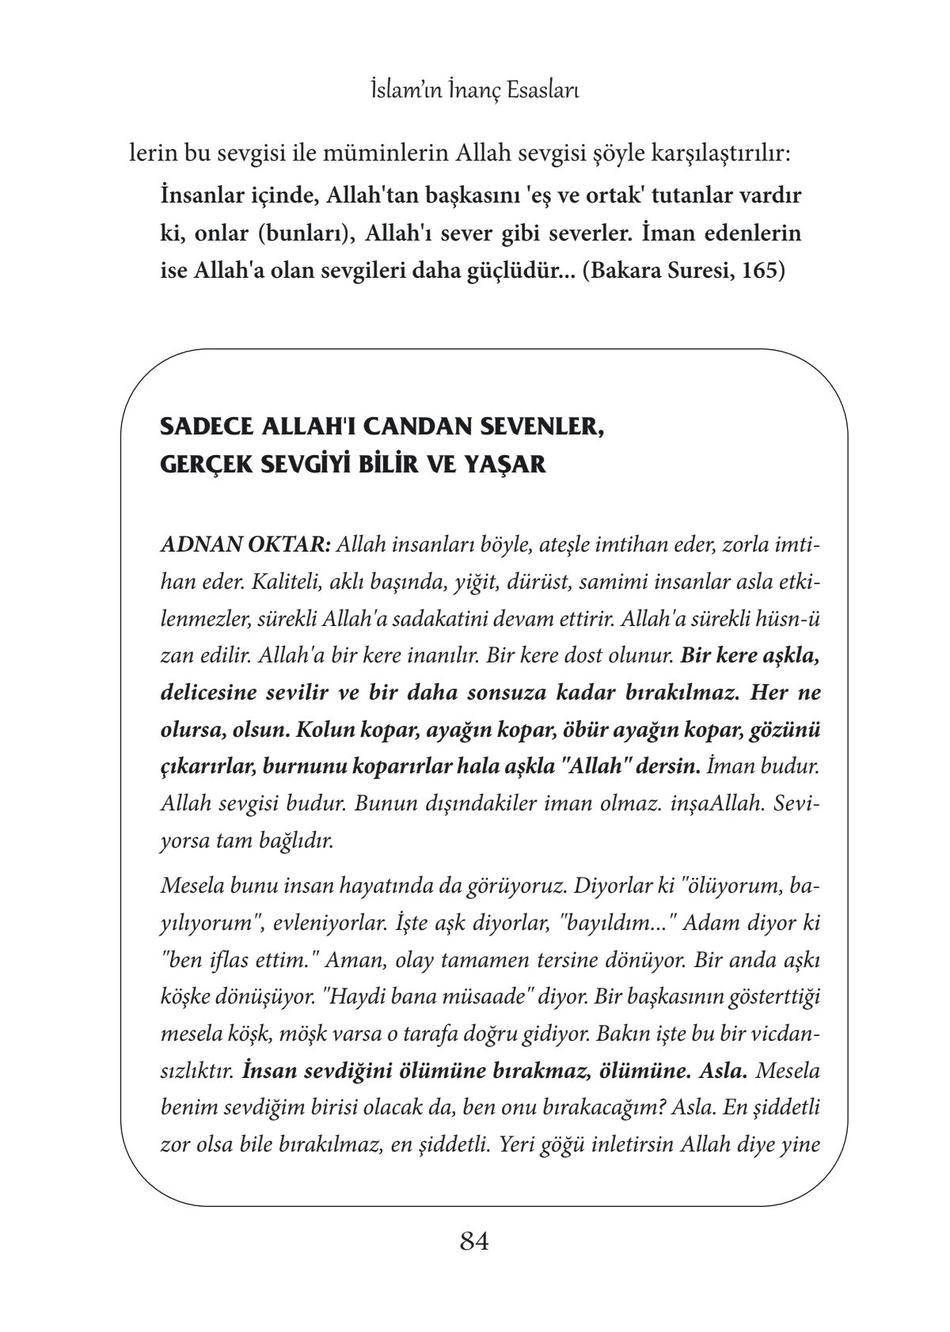 İslam'ın İnanç Esasları
lerin bu sevgisi ile müminlerin Allah sevgisi şöyle karşılaştırılır:
İnsanlar içinde, Allah'tan başkasını 'eş ve ortak' tutanlar vardır
ki, onlar (bunları), Allah'ı sever gibi severler. İman edenlerin
ise Allah'a olan sevgileri daha güçlüdür... (Bakara Suresi, 165)
SADECE ALLAH'I CANDAN SEVENLER,
GERÇEK SEVGİYİ BİLİR VE YAŞAR
ADNAN OKTAR: Allah insanları böyle, ateşle imtihan eder, zorla imti-
han eder. Kaliteli, aklı başında, yiğit, dürüst, samimi insanlar asla etki-
lenmezler, sürekli Allah'a sadakatini devam ettirir. Allah'a sürekli hüsn-ü
zan edilir. Allah'a bir kere inanılır. Bir kere dost olunur. Bir kere aşkla,
delicesine sevilir ve bir daha sonsuza kadar bırakılmaz. Her ne
olursa, olsun. Kolun kopar, ayağın kopar, öbür ayağın kopar, gözünü
çıkarırlar, burnunu koparırlar hala aşkla "Allah" dersin. İman budur.
Allah sevgisi budur. Bunun dışındakiler iman olmaz. inşaAllah. Sevi-
yorsa tam bağlıdır.
Mesela bunu insan hayatında da görüyoruz. Diyorlar ki "ölüyorum, ba-
yılıyorum", evleniyorlar. İşte aşk diyorlar, "bayıldım..." Adam diyor ki
"ben iflas ettim." Aman, olay tamamen tersine dönüyor. Bir anda aşkı
köşke dönüşüyor. "Haydi bana müsaade" diyor. Bir başkasının gösterttiği
mesela köşk, möşk varsa o tarafa doğru gidiyor. Bakın işte bu bir vicdan-
sızlıktır. İnsan sevdiğini ölümüne bırakmaz, ölümüne. Asla. Mesela
benim sevdiğim birisi olacak da, ben onu bırakacağım? Asla. En şiddetli
zor olsa bile bırakılmaz, en şiddetli. Yeri göğü inletirsin Allah diye yine
84